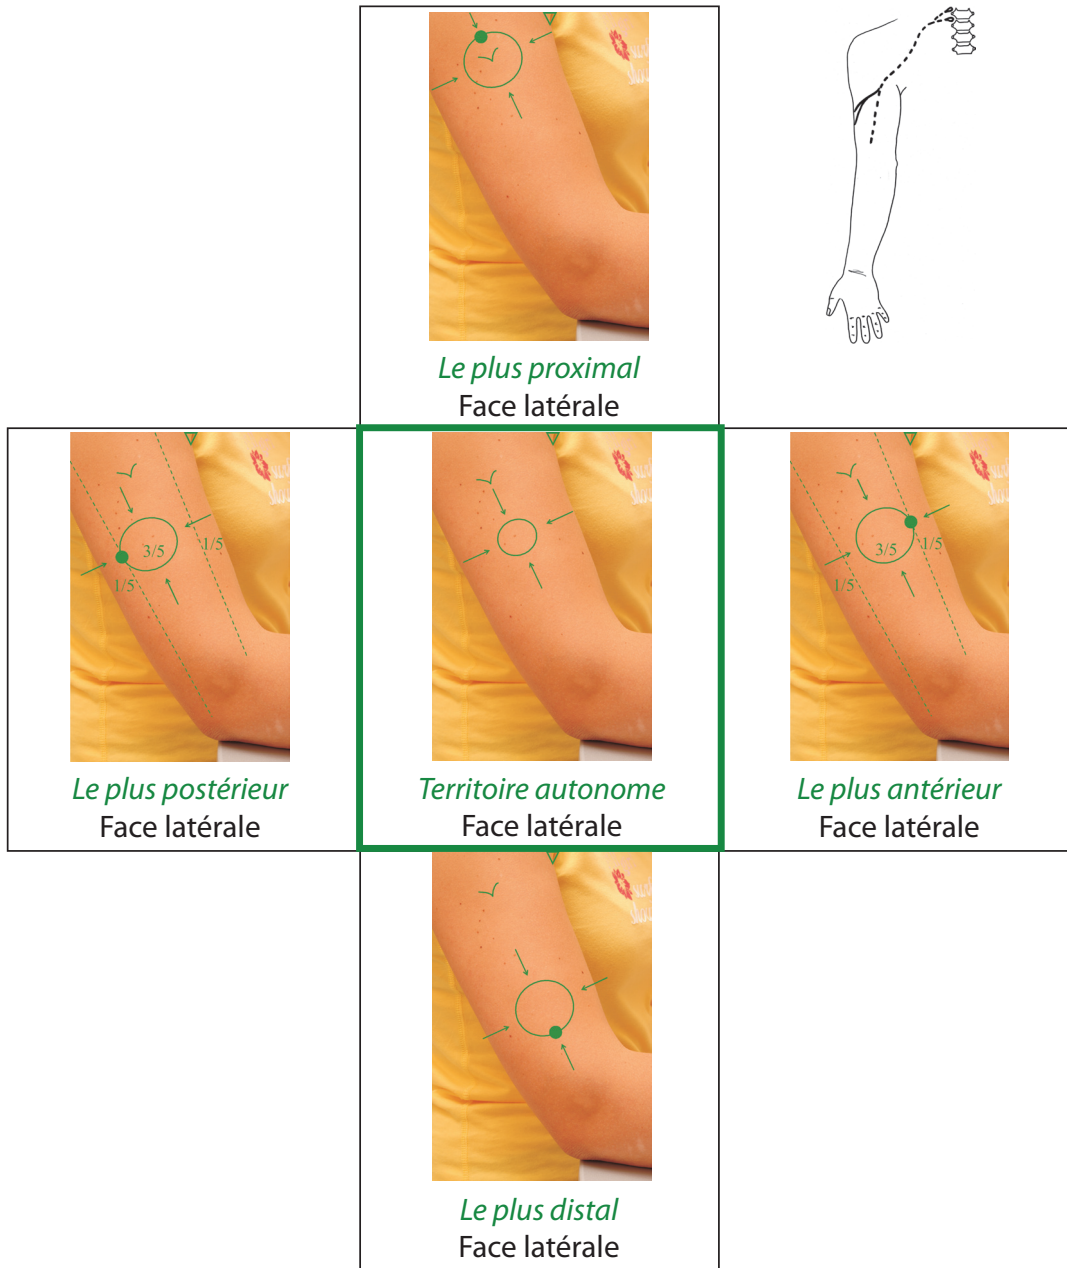 Le plus proximal
Face latérale
3/5
1/5
1/5
Le plus postérieur
Face latérale
Territoire autonome
Face latérale
3/5
1/5
1/5
Le plus antérieur
Face latérale
Le plus distal
Face latérale